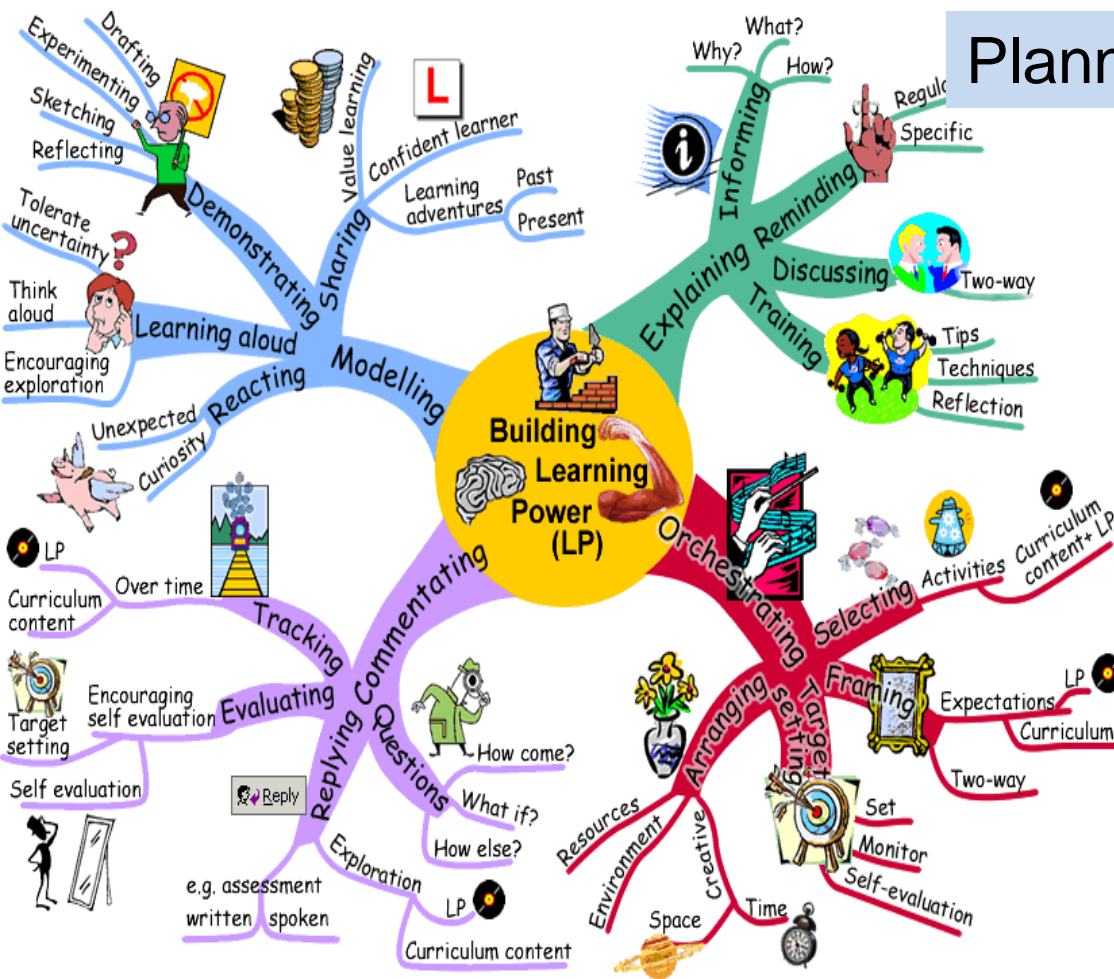 Plann
Building
Learning
Power
(LP)
Modelling
Demonstrating
Drafting
Experimenting
Sketching
Reflecting
Sharing
Value learning
L
Confident learner
Learning
adventures
Past
Present
Learning aloud
Tolerate
uncertainty
?
Think
aloud
Encouraging
exploration
Reacting
Unexpected
Curiosity
Explaining
Informing
i
Why?
What?
How?
Reminding
Specific
Discussing
Two-way
Training
Tips
Techniques
Reflection
Orchestrating
Selecting
Activities
Curriculum
content+ LP
Framing
Expectations
LP
Curriculum
Two-way
Target
setting
Set
Monitor
Self-evaluation
Arranging
Resources
Environment
Creative
Space
Time
Commentating
Tracking
Over time
LP
Curriculum
content
Evaluating
Encouraging
self evaluation
Target
setting
Self evaluation
Replying
Reply
e.g. assessment
written
spoken
Exploration
LP
Curriculum content
Questions
How come?
What if?
How else?